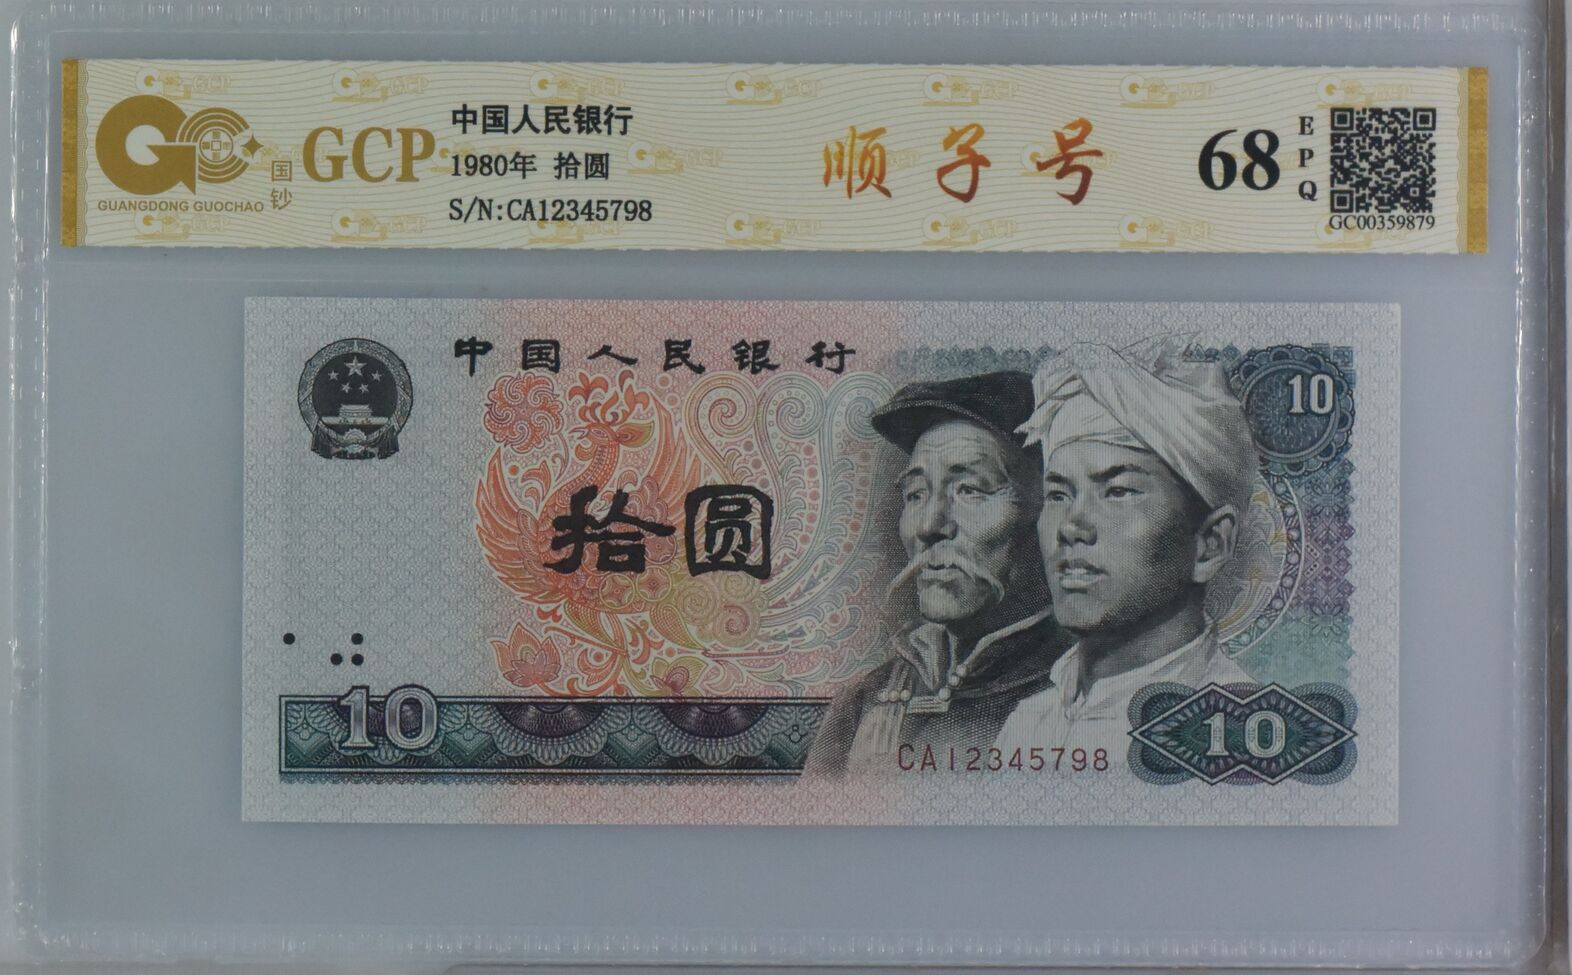 GCP
GUANGDONG GUOCHAO
国钞
中国人民银行
1980年 拾圆
S/N:CA12345798
顺子号
68
EPQ
GC00359879
中国人民银行
10
拾圆
10
CA12345798
10